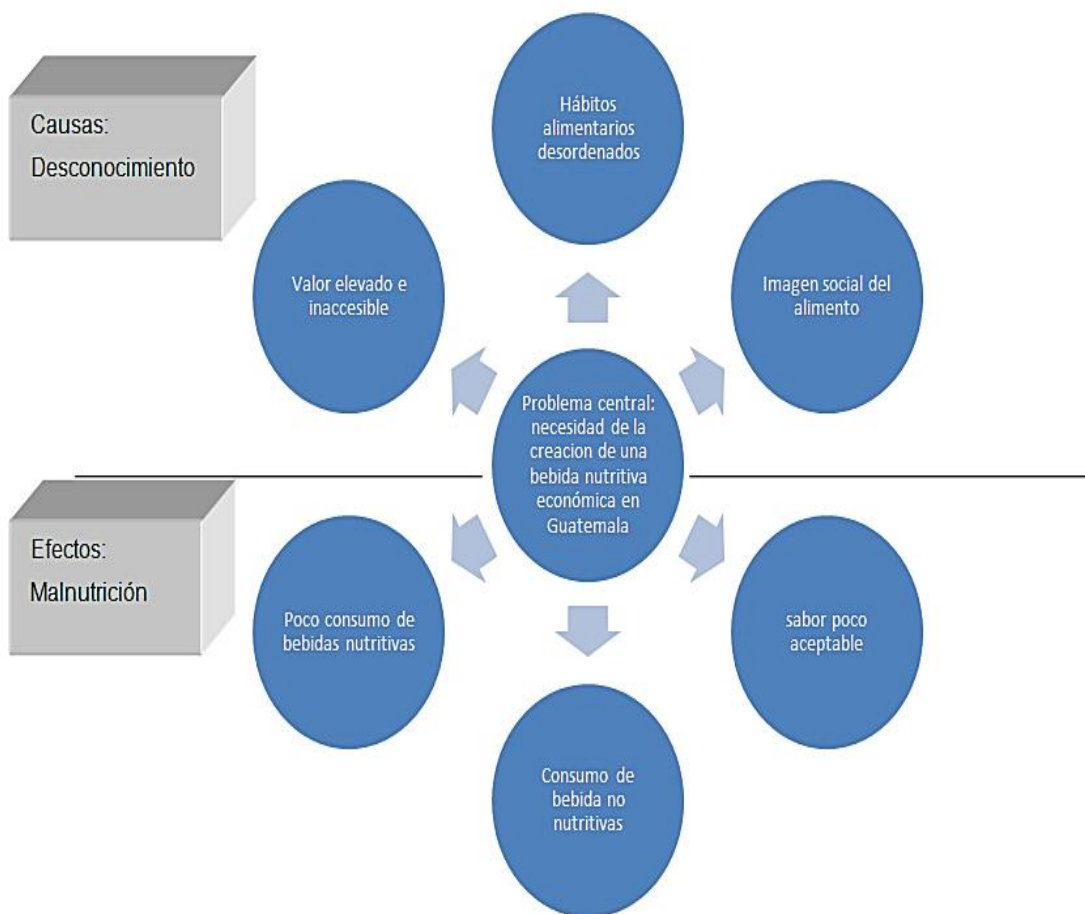 Causas:
Desconocimiento
Hábitos
alimentarios
desordenados
Valor elevado e
inaccesible
Imagen social del
alimento
Problema central:
necesidad de la
creacion de una
bebida nutritiva
económica en
Guatemala
Efectos:
Malnutrición
Poco consumo de
bebidas nutritivas
sabor poco
aceptable
Consumo de
bebida no
nutritivas